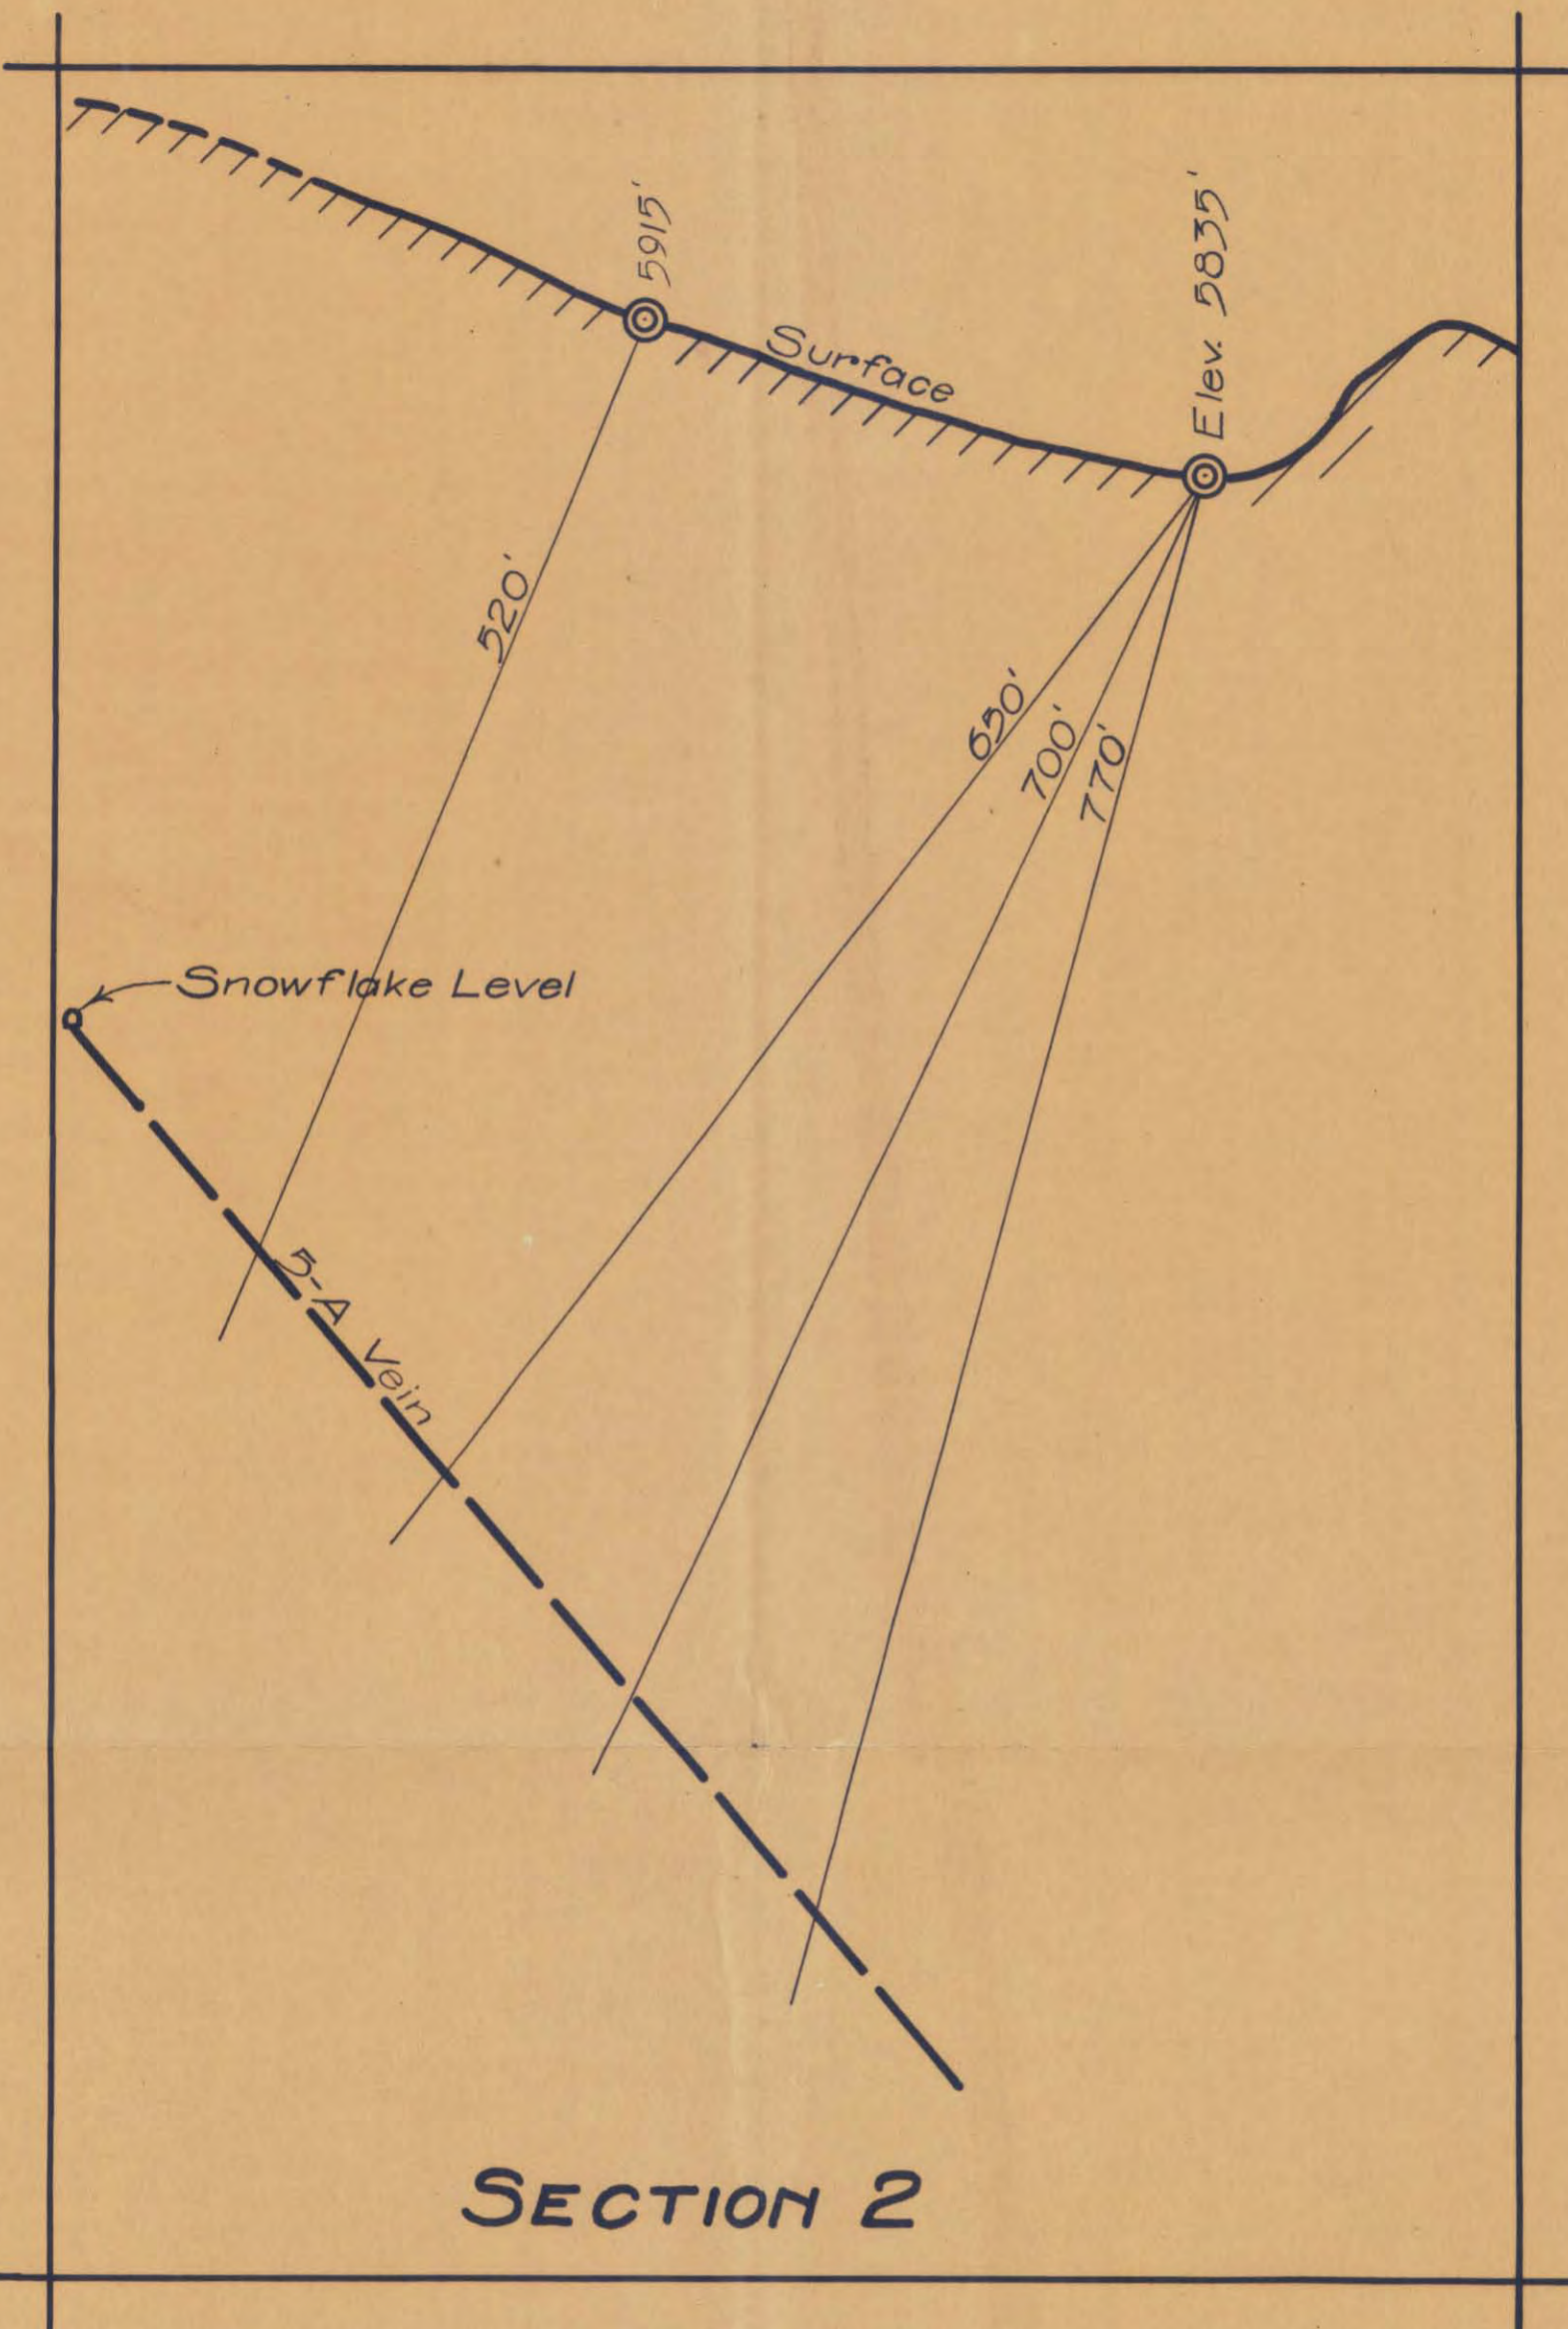 5915'
Elev. 5835'
Surface
520'
650'
700'
770'
Snowflake Level
5-A Vein
SECTION 2